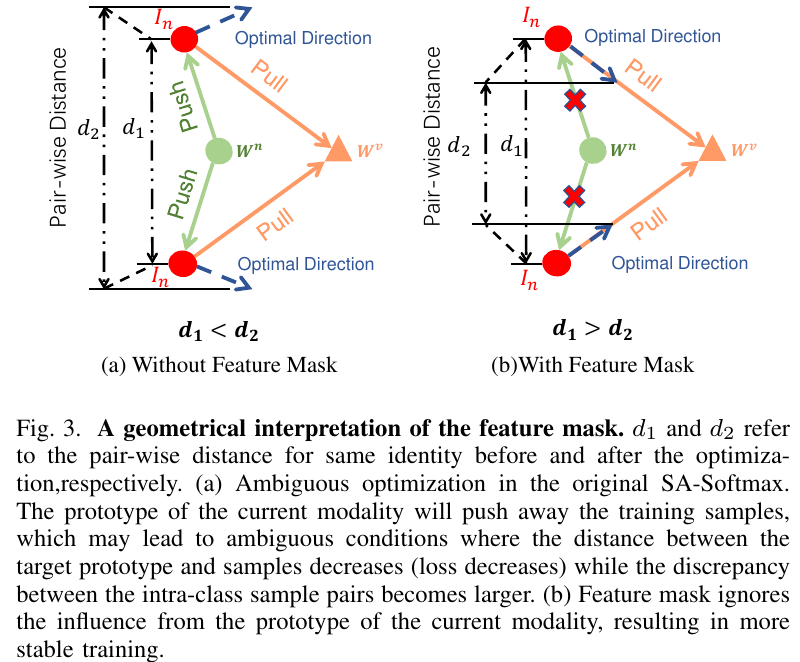 I_n
Optimal Direction
Pull
Push
Pair-wise Distance
d_2
d_1
W^n
W^v
Push
Pull
I_n
Optimal Direction
d_1 < d_2
(a) Without Feature Mask
I_n
Optimal Direction
Pull
Pair-wise Distance
d_2
d_1
W^n
W^v
Pull
I_n
Optimal Direction
d_1 > d_2
(b)With Feature Mask
Fig. 3. A geometrical interpretation of the feature mask. d_1 and d_2 refer
to the pair-wise distance for same identity before and after the optimiza-
tion,respectively. (a) Ambiguous optimization in the original SA-Softmax.
The prototype of the current modality will push away the training samples,
which may lead to ambiguous conditions where the distance between the
target prototype and samples decreases (loss decreases) while the discrepancy
between the intra-class sample pairs becomes larger. (b) Feature mask ignores
the influence from the prototype of the current modality, resulting in more
stable training.